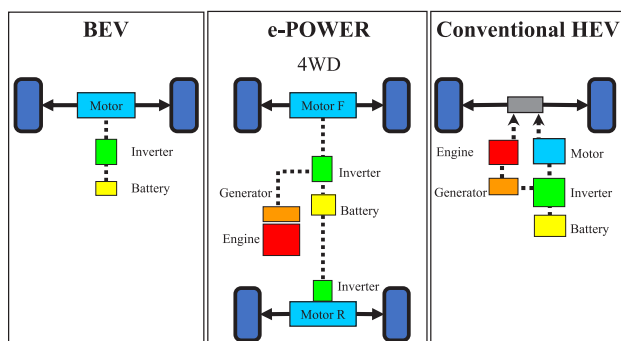 BEV
Motor
Inverter
Battery
e-POWER
4WD
Motor F
Inverter
Generator
Battery
Engine
Inverter
Motor R
Conventional HEV
Engine
Motor
Generator
Inverter
Battery